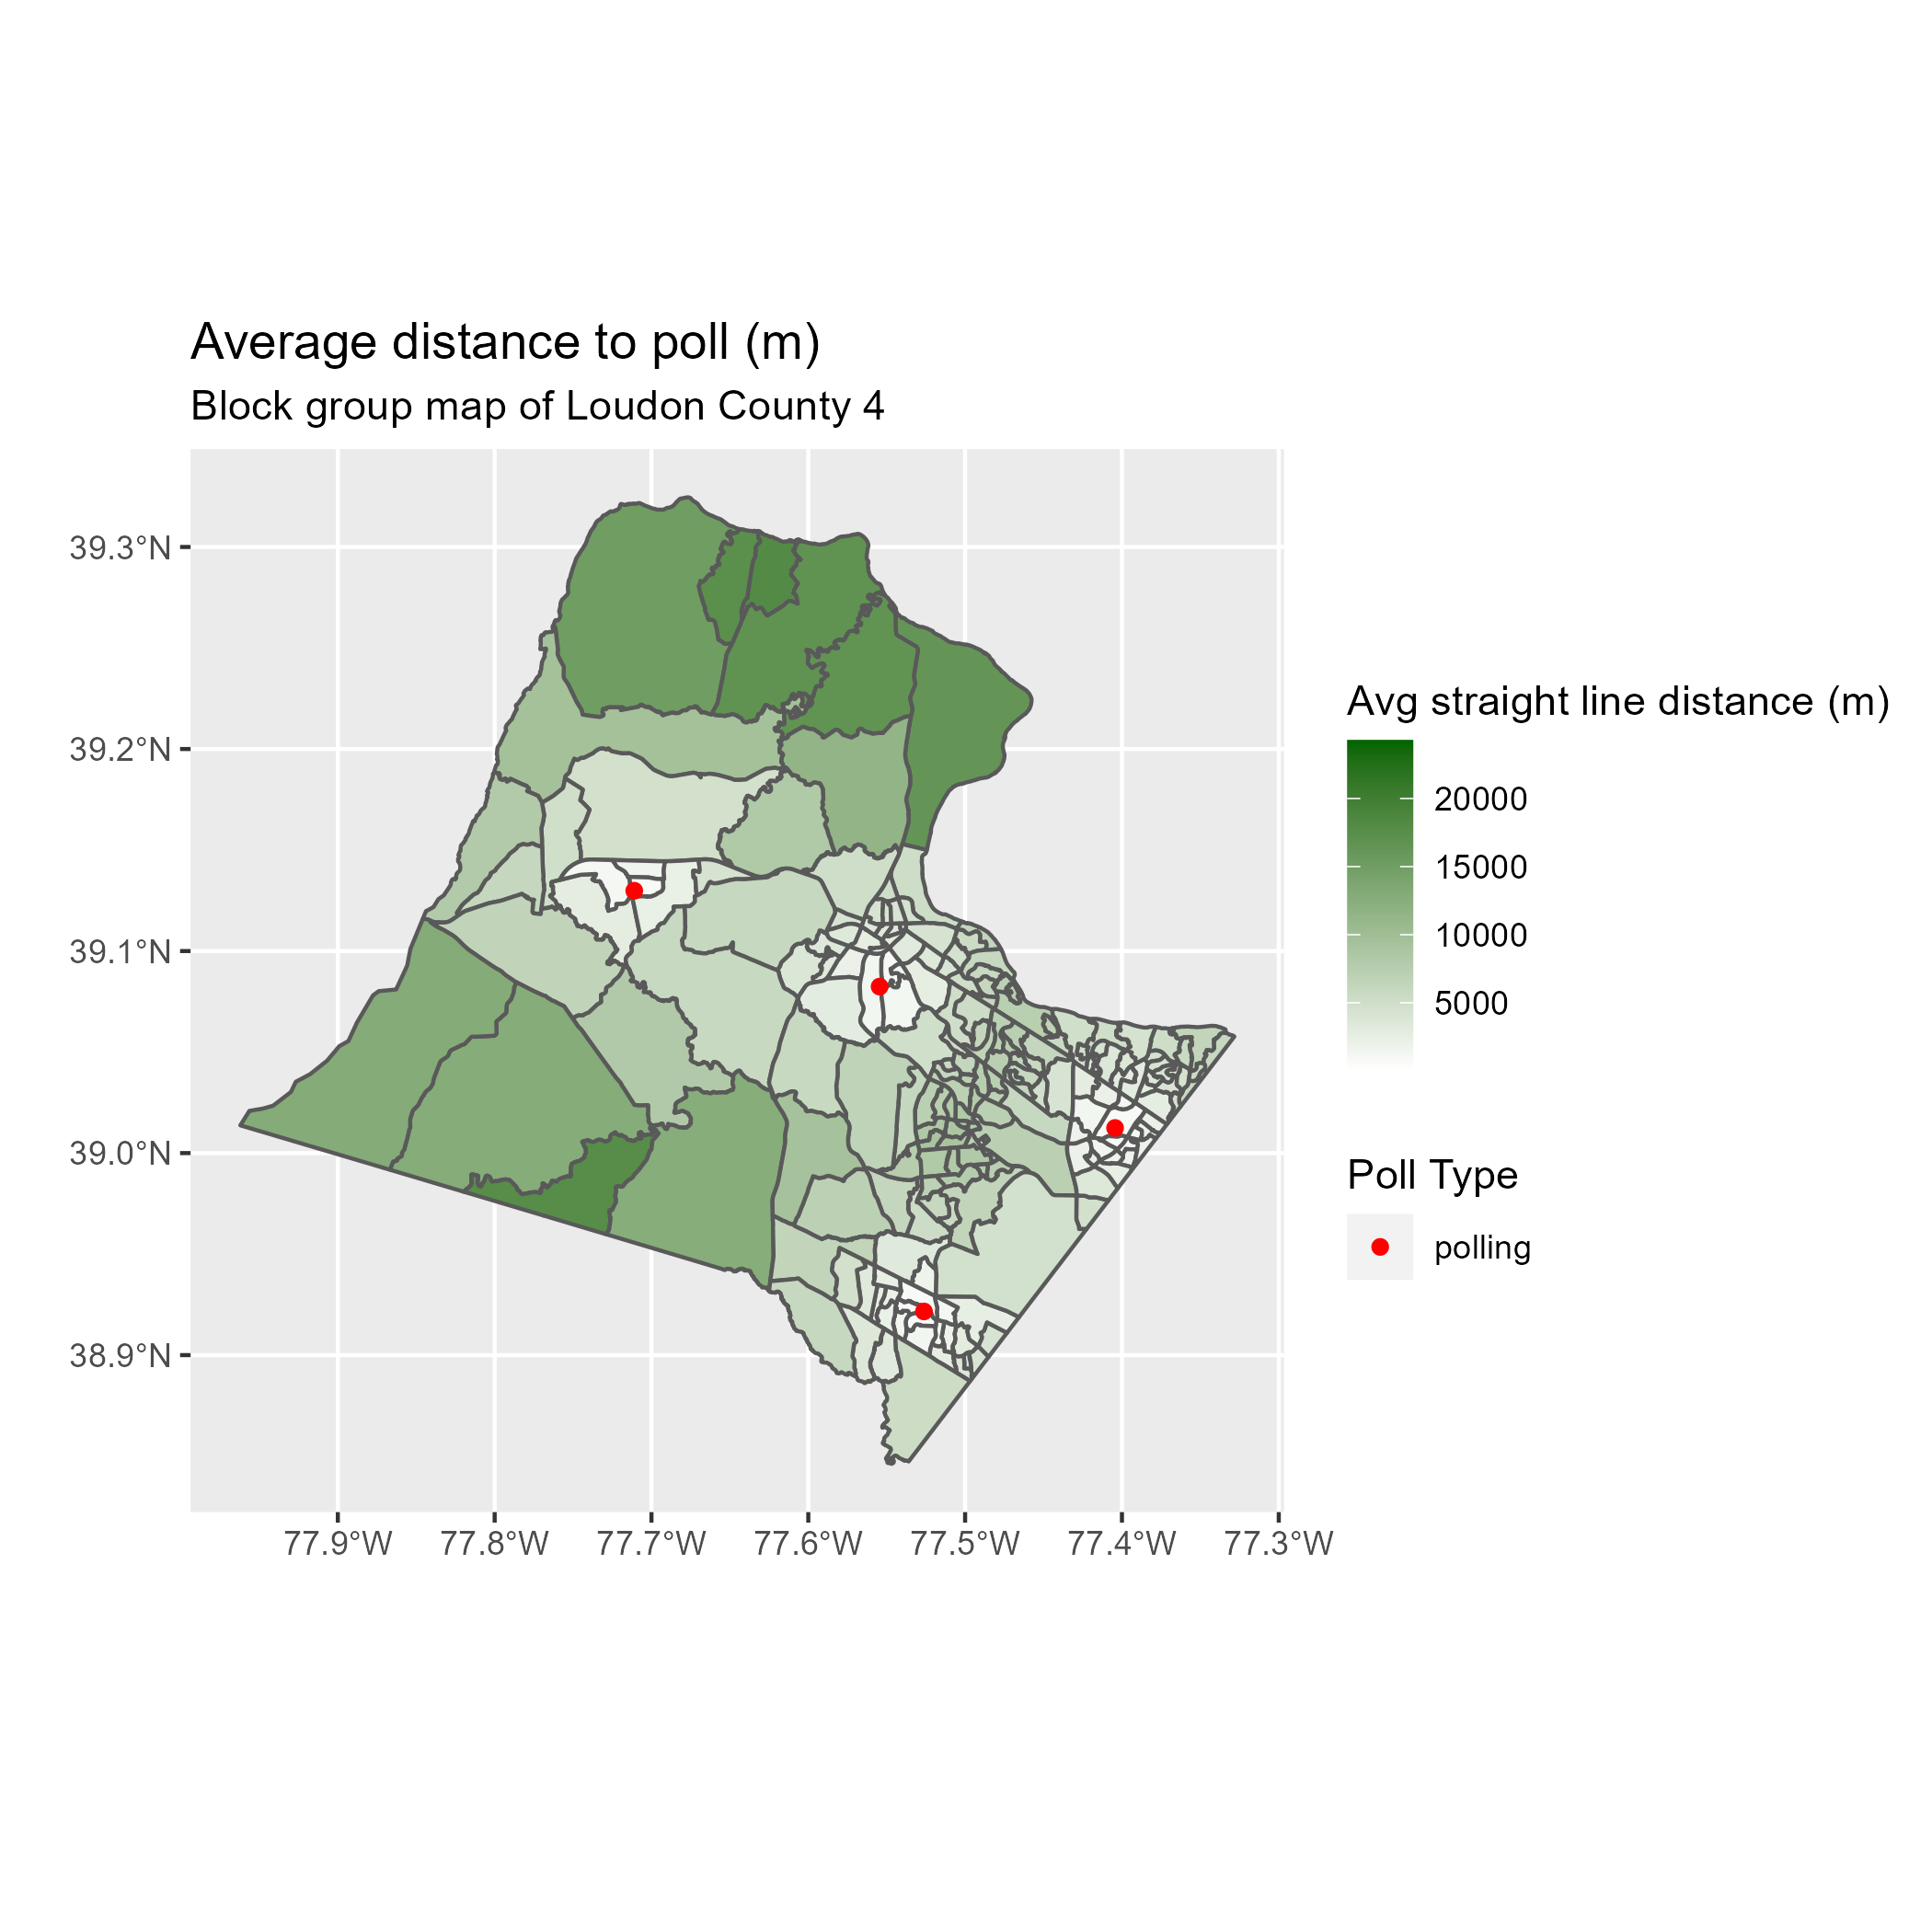 Average distance to poll (m)
Block group map of Loudon County 4
39.3°N
39.2°N
39.1°N
39.0°N
38.9°N
77.9°W
77.8°W
77.7°W
77.6°W
77.5°W
77.4°W
77.3°W
Avg straight line distance (m)
20000
15000
10000
5000
Poll Type
polling